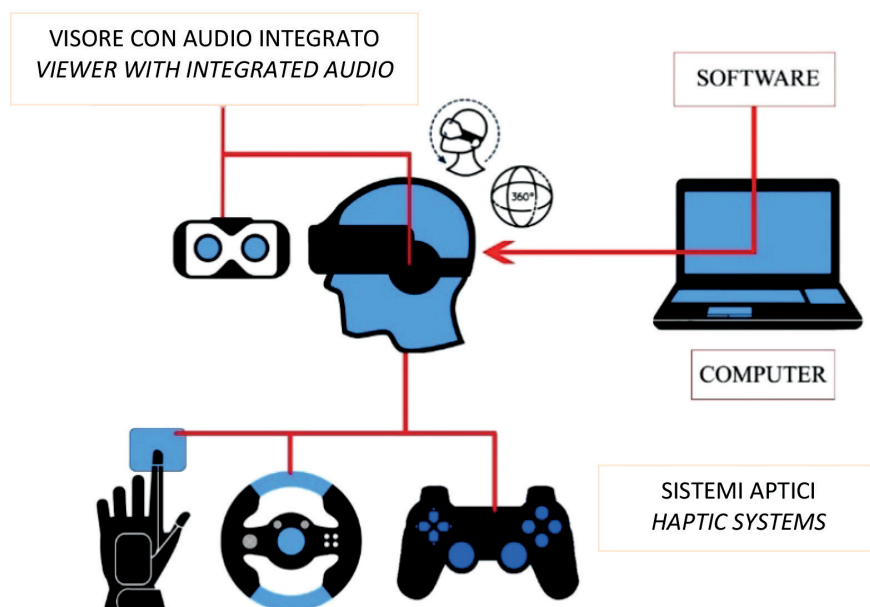 VISORE CON AUDIO INTEGRATO
VIEWER WITH INTEGRATED AUDIO
SOFTWARE
360°
COMPUTER
SISTEMI APTICI
HAPTIC SYSTEMS